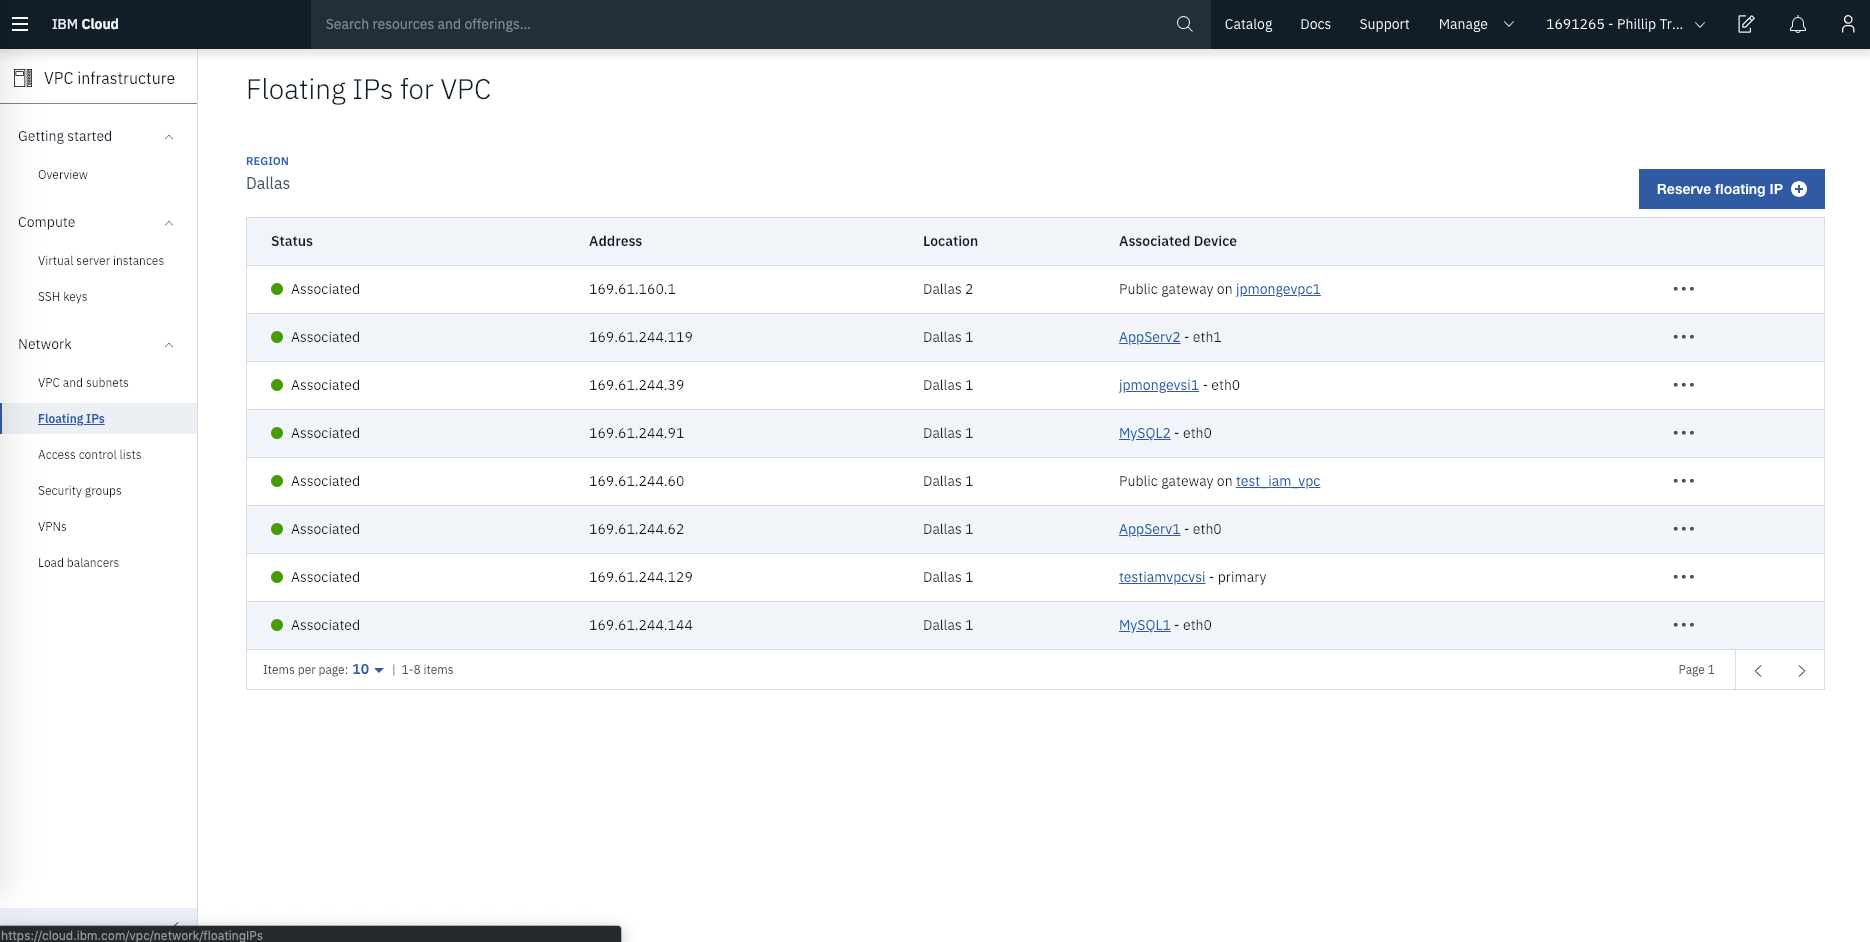 IBM Cloud
Search resources and offerings...
Catalog
Docs
Support
Manage
1691265 - Phillip Tr...
VPC infrastructure
Getting started
Overview
Compute
Virtual server instances
SSH keys
Network
VPC and subnets
Floating IPs
Access control lists
Security groups
VPNs
Load balancers
Floating IPs for VPC
REGION
Dallas
Reserve floating IP
Status Address Location Associated Device
Associated 169.61.160.1 Dallas 2 Public gateway on jpmongevpc1
Associated 169.61.244.119 Dallas 1 AppServ2 - eth1
Associated 169.61.244.39 Dallas 1 jpmongevsi1 - eth0
Associated 169.61.244.91 Dallas 1 MySQL2 - eth0
Associated 169.61.244.60 Dallas 1 Public gateway on test_iam_vpc
Associated 169.61.244.62 Dallas 1 AppServ1 - eth0
Associated 169.61.244.129 Dallas 1 testiamvpcvsi - primary
Associated 169.61.244.144 Dallas 1 MySQL1 - eth0
Items per page: 10 | 1-8 items
Page 1
https://cloud.ibm.com/vpc/network/floatingIPs